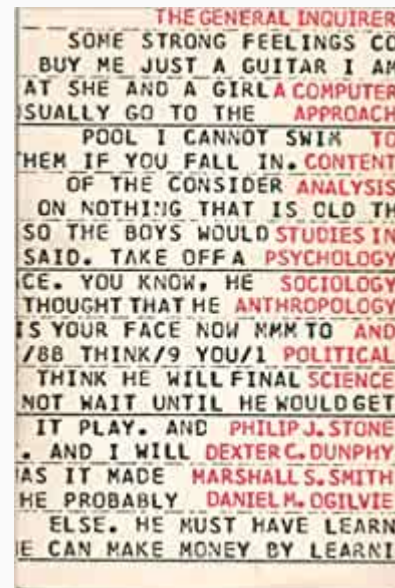 THE GENERAL INQUIRER
SOME STRONG FEELINGS CO
BUY ME JUST A GUITAR I AM
AT SHE AND A GIRL A COMPUTER
SUALLY GO TO THE APPROACH
POOL I CANNOT SWIM TO
THEM IF YOU FALL IN. CONTENT
OF THE CONSIDER ANALYSIS
ON NOTHING THAT IS OLD TH
SO THE BOYS WOULD STUDIES IN
SAID. TAKE OFF A PSYCHOLOGY
CE. YOU KNOW, HE SOCIOLOGY
THOUGHT THAT HE ANTHROPOLOGY
IS YOUR FACE NOW MMM TO AND
/88 THINK/9 YOU/1 POLITICAL
THINK HE WILL FINAL SCIENCE
NOT WAIT UNTIL HE WOULD GET
IT PLAY. AND PHILIP J. STONE
. AND I WILL DEXTER C. DUNPHY
AS IT MADE MARSHALL S. SMITH
HE PROBABLY DANIEL M. OGILVIE
ELSE. HE MUST HAVE LEARN
E CAN MAKE MONEY BY LEARNI